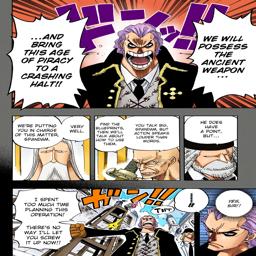 ...AND
BRING
THIS AGE
OF PIRACY
TO A
CRASHING
HALT!!
WE WILL
POSSESS
THE
ANCIENT
WEAPON
...
WE'RE PUTTING
YOU IN CHARGE
OF THIS MATTER,
SPANDAM.
VERY
WELL.
FIND THE
BLUEPRINTS,
THEN WE'LL
TALK ABOUT
HOW TO USE
THEM.
YOU TALK BIG,
SPANDAM,
BUT ACTION
SPEAKS
LOUDER THAN
WORDS.
HE DOES
HAVE
A POINT,
BUT...
I SPENT
TOO MUCH TIME
PLANNING THIS
OPERATION!
THERE'S NO
WAY I'LL LET
YOU SCREW
IT UP NOW!!
YES,
SIR!!